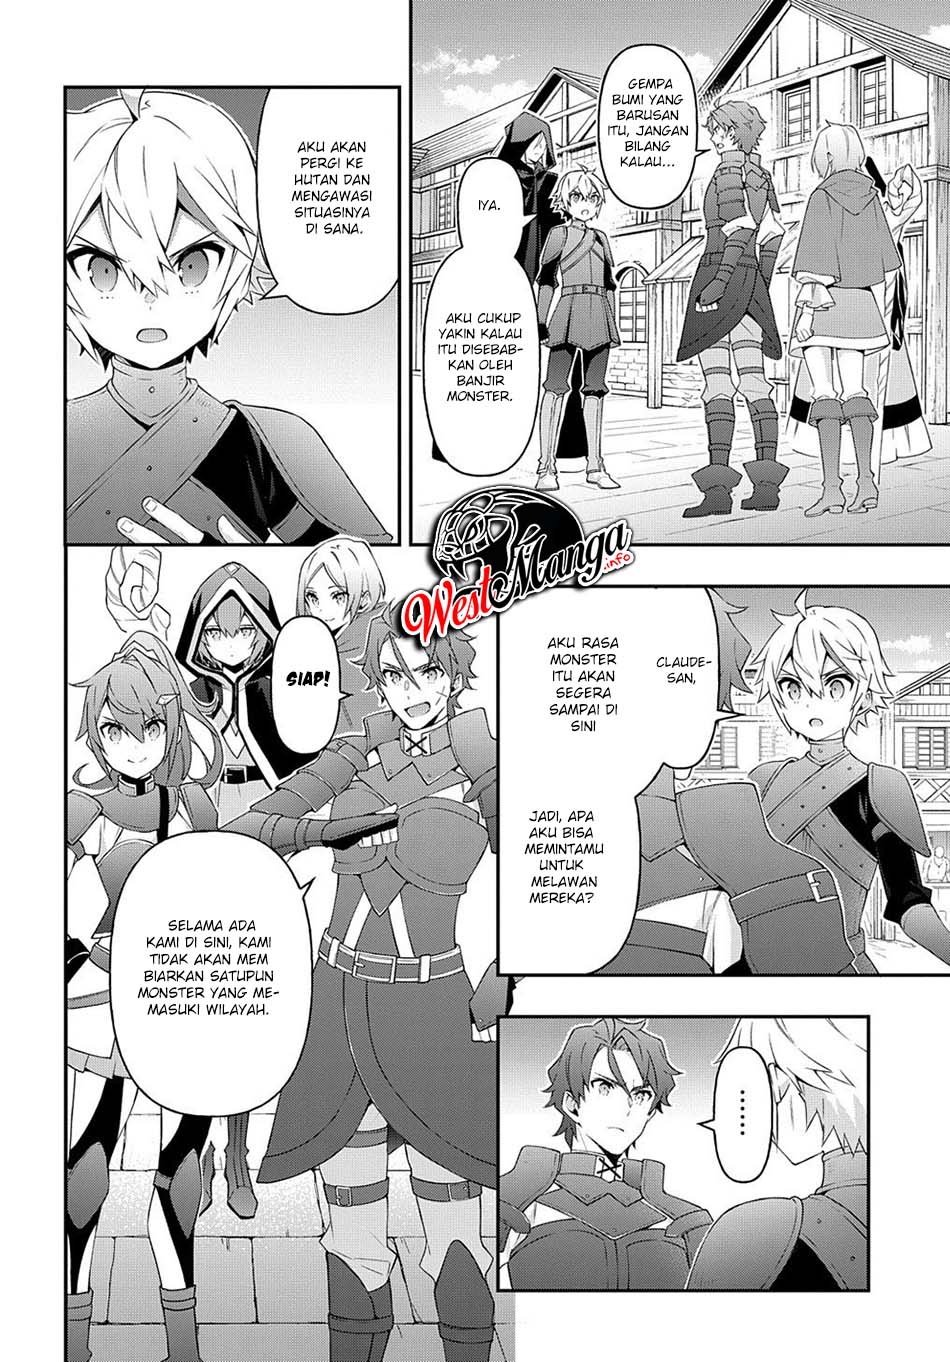 GEMPA
BUMI YANG
BARUSAN
ITU, JANGAN
BILANG
KALAU...
IYA.
AKU CUKUP
YAKIN KALAU
ITU DISEBAB-
KAN OLEH
BANJIR
MONSTER.
AKU AKAN
PERGI KE
HUTAN DAN
MENGAWASI
SITUASINYA
DI SANA.
WestManga
.info
CLAUDE-
SAN,
AKU RASA
MONSTER
ITU AKAN
SEGERA
SAMPAI DI
SINI
JADI, APA
AKU BISA
MEMINTAMU
UNTUK
MELAWAN
MEREKA?
......
SIAP!
SELAMA ADA
KAMI DI SINI, KAMI
TIDAK AKAN MEM
BIARKAN SATUPUN
MONSTER YANG ME-
MASUKI WILAYAH.